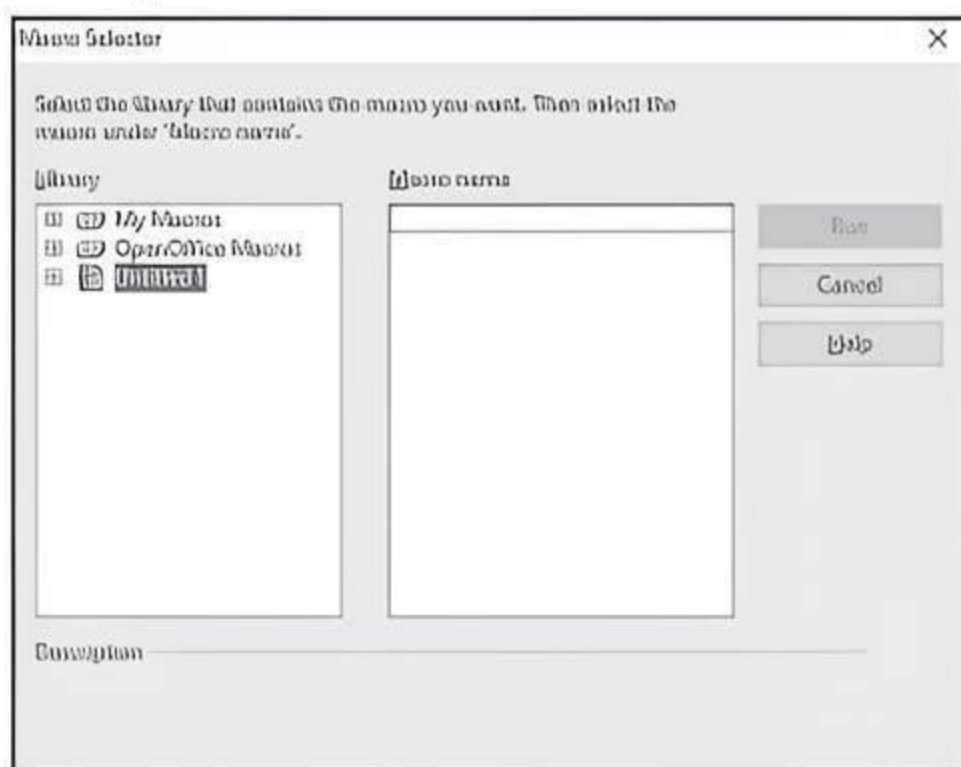 Macro Selector
Select the library that contains the macro you want. Then select the
macro under 'Macro name'.
Library
Macro name
My Macros
OpenOffice Macros
Run
Cancel
Help
Description